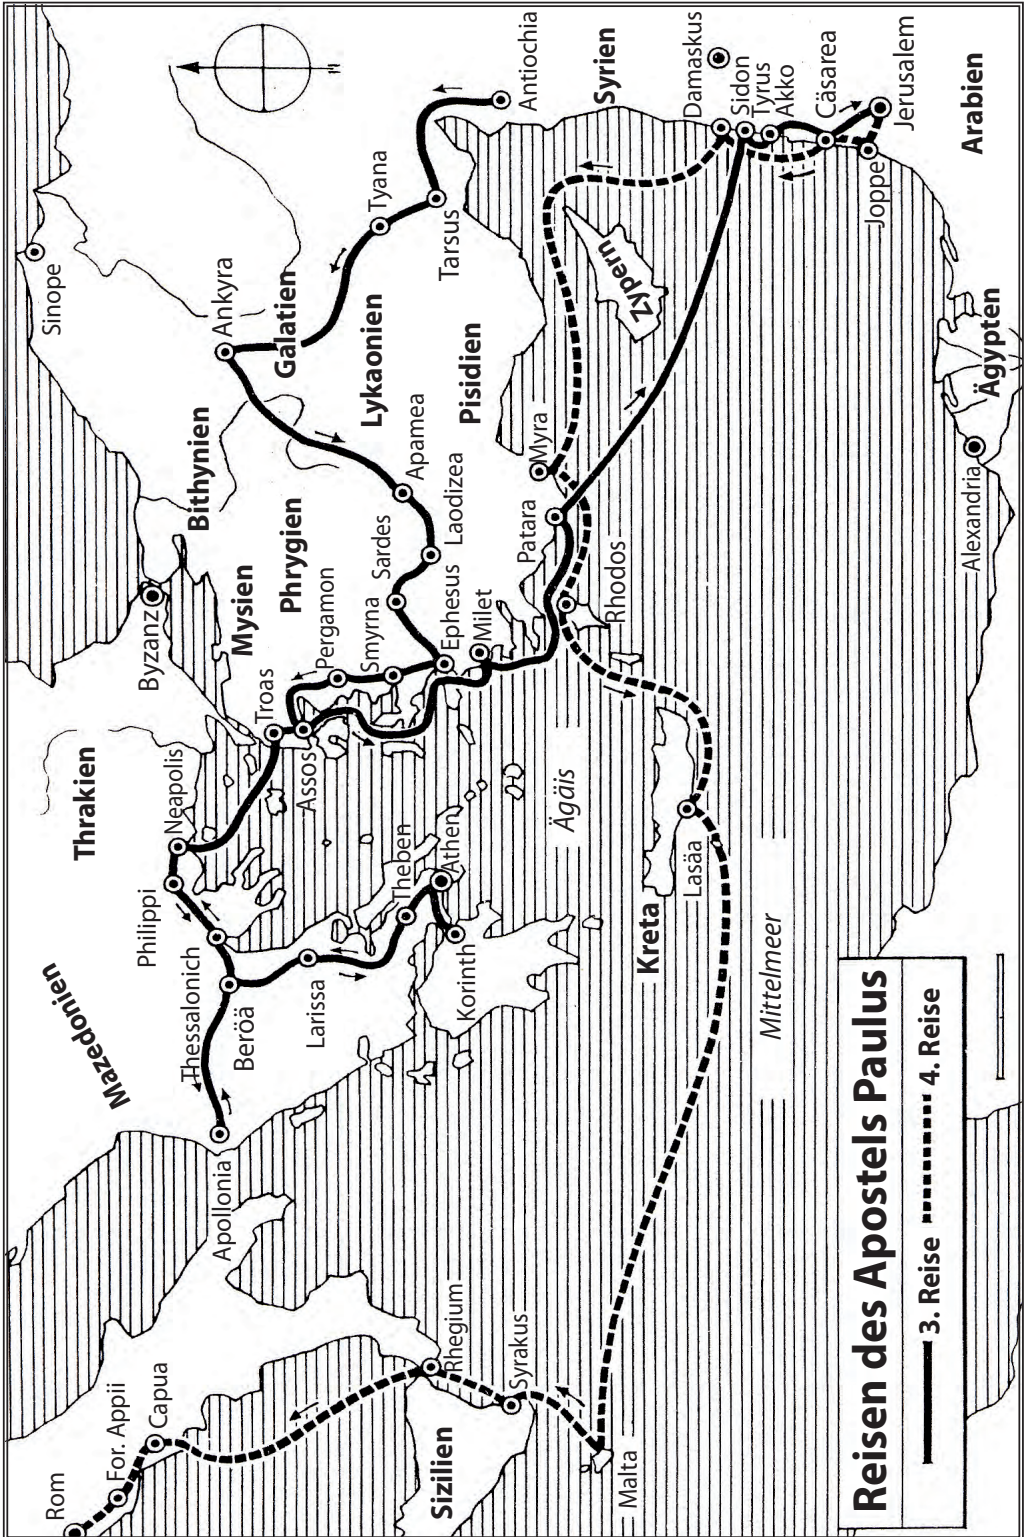 Rom
For. Appii
Capua
Sizilien
Rhegium
Syrakus
Malta
Apollonia
Mazedonien
Thessalonich
Beröa
Larissa
Korinth
Philippi
Neapolis
Thrakien
Theben
Athen
Kreta
Lasäa
Ägäis
Mittelmeer
Troas
Assos
Byzanz
Mysien
Pergamon
Smyrna
Ephesus
Milet
Phrygien
Bithynien
Sardes
Laodizea
Apamea
Patara
Rhodos
Myra
Pisidien
Lykaonien
Galatien
Ankyra
Sinope
Tyana
Tarsus
Antiochia
Zypern
Syrien
Damaskus
Sidon
Tyrus
Akko
Cäsarea
Joppe
Jerusalem
Arabien
Ägypten
Alexandria
Reisen des Apostels Paulus
3. Reise 4. Reise